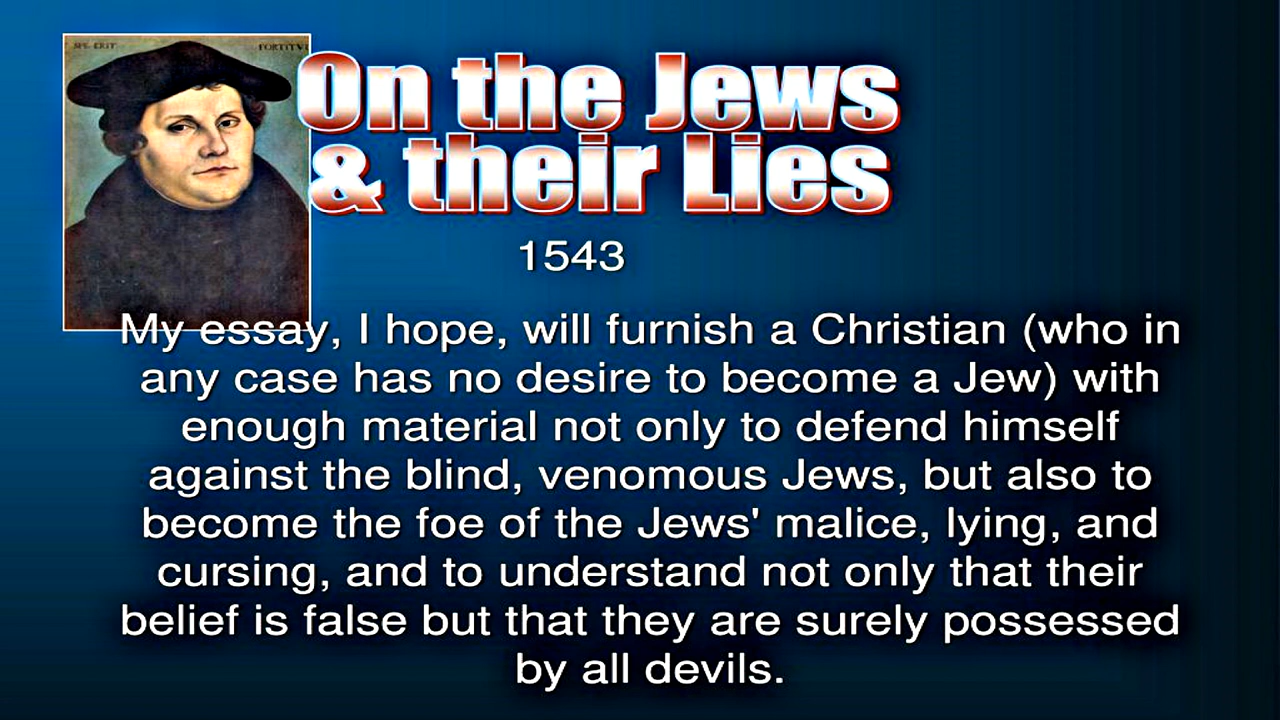 SPE. ERIT
On the Jews
& their Lies
1543
My essay, I hope, will furnish a Christian (who in
any case has no desire to become a Jew) with
enough material not only to defend himself
against the blind, venomous Jews, but also to
become the foe of the Jews' malice, lying, and
cursing, and to understand not only that their
belief is false but that they are surely possessed
by all devils.